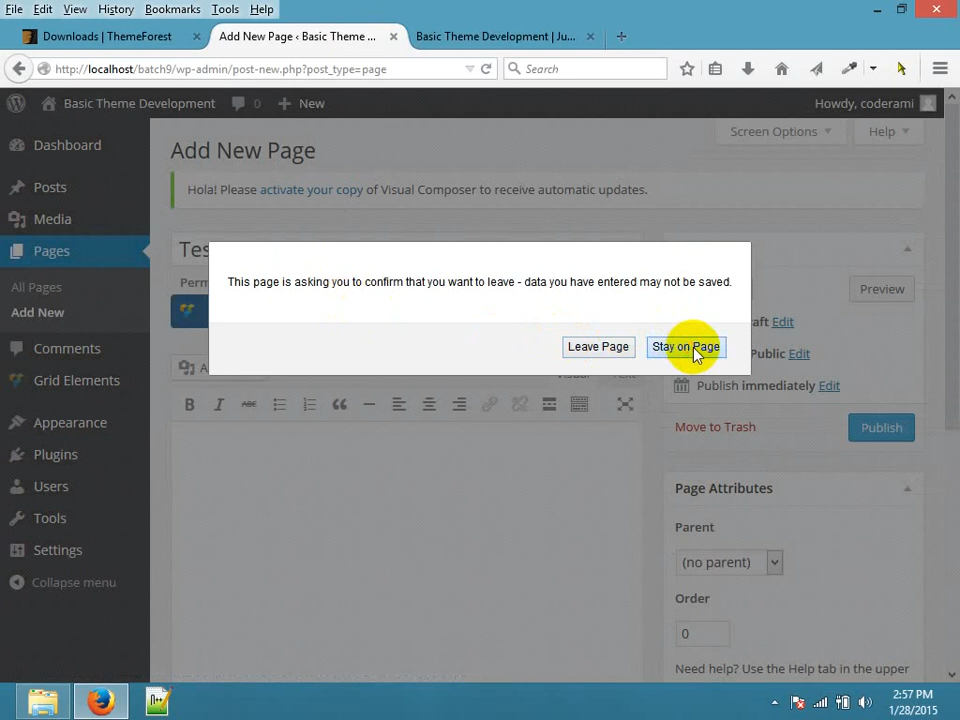 File Edit View History Bookmarks Tools Help
Downloads | ThemeForest
Add New Page ‹ Basic Theme ...
Basic Theme Development | Ju...
http://localhost/batch9/wp-admin/post-new.php?post_type=page
Search
Basic Theme Development 0 New
Howdy, coderami
Screen Options Help
Dashboard
Posts
Media
Pages
All Pages
Add New
Comments
Grid Elements
Appearance
Plugins
Users
Tools
Settings
Collapse menu
Add New Page
Hola! Please activate your copy of Visual Composer to receive automatic updates.
Tes
Perm
This page is asking you to confirm that you want to leave - data you have entered may not be saved.
Leave Page Stay on Page
A
B I ABC
Preview
aft Edit
Public Edit
Publish immediately Edit
Move to Trash Publish
Page Attributes
Parent
(no parent)
Order
0
Need help? Use the Help tab in the upper
2:57 PM
1/28/2015